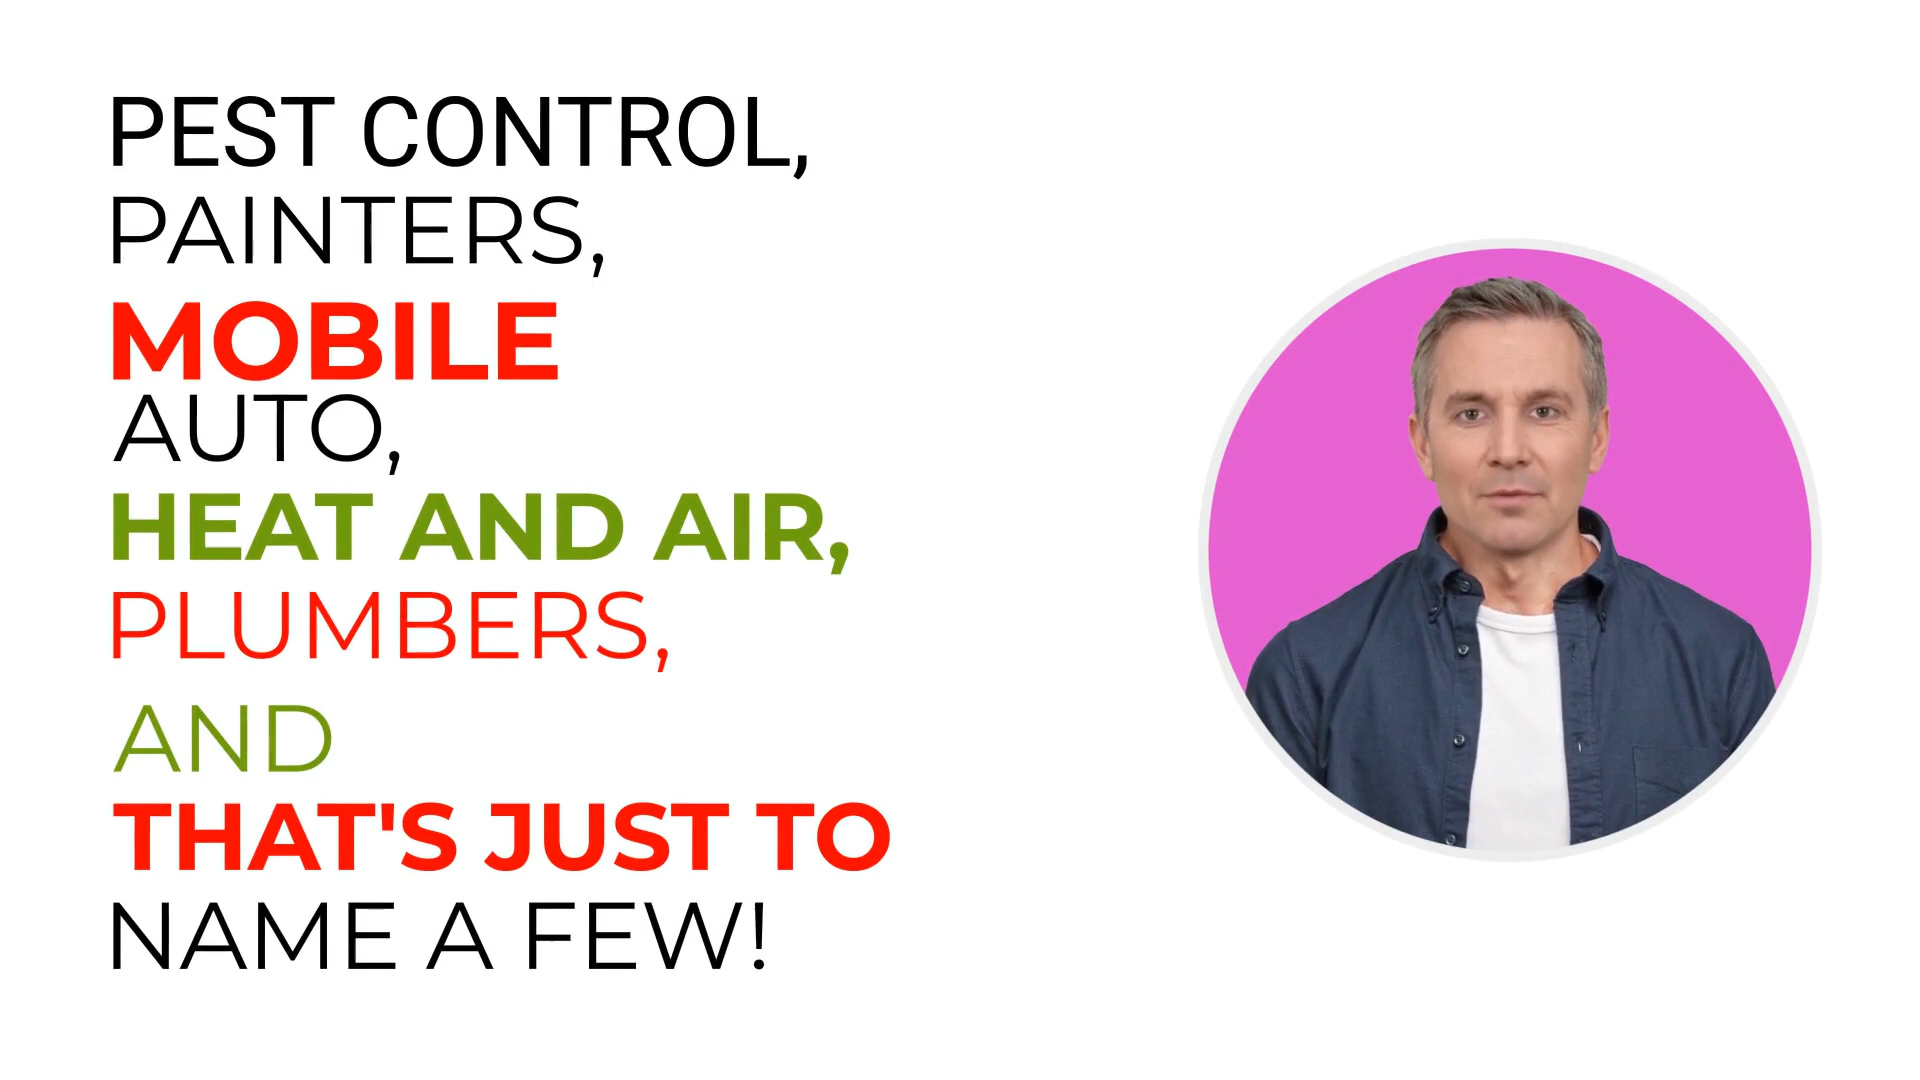 PEST CONTROL,
PAINTERS,
MOBILE
AUTO,
HEAT AND AIR,
PLUMBERS,
AND
THAT'S JUST TO
NAME A FEW!